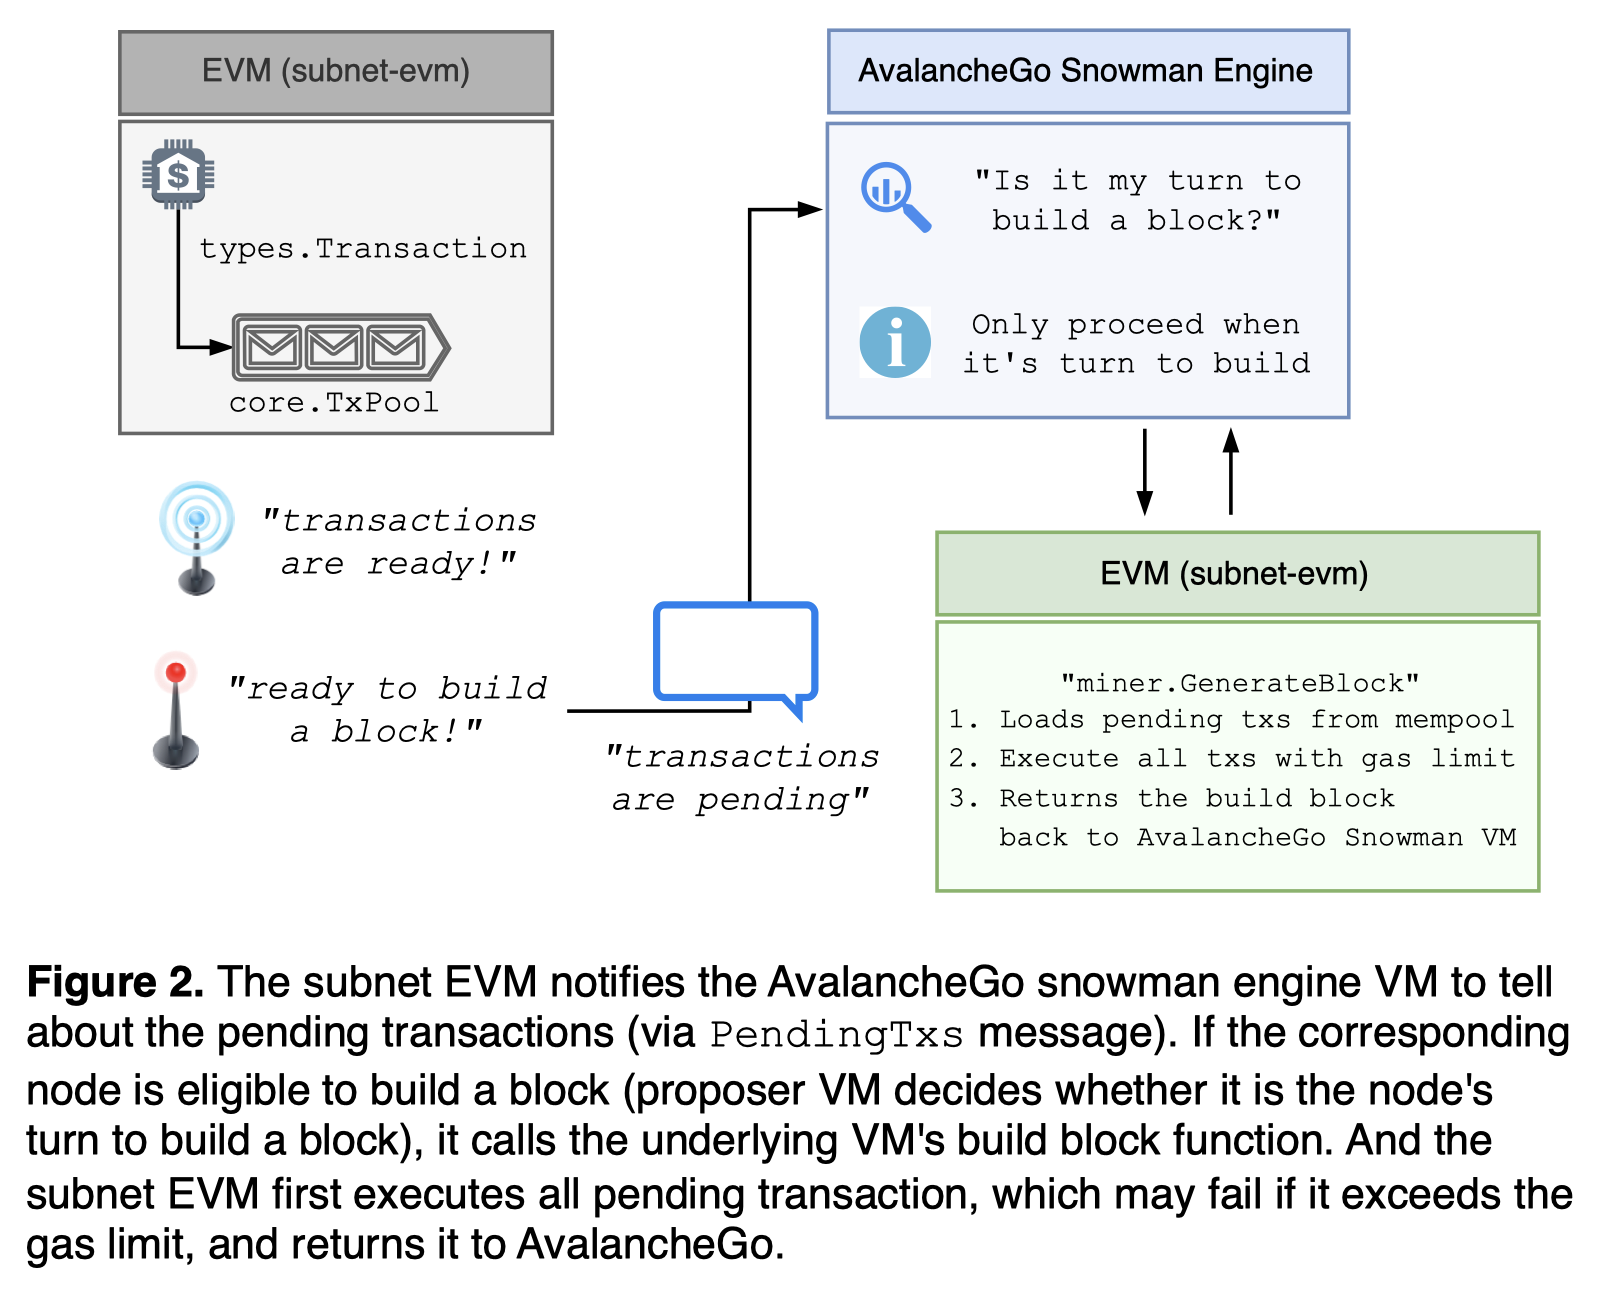 EVM (subnet-evm)
$
types.Transaction
core.TxPool
"transactions
are ready!"
"ready to build
a block!"
"transactions
are pending"
AvalancheGo Snowman Engine
"Is it my turn to
build a block?"
i
Only proceed when
it's turn to build
EVM (subnet-evm)
"miner.GenerateBlock"
1. Loads pending txs from mempool
2. Execute all txs with gas limit
3. Returns the build block
back to AvalancheGo Snowman VM
Figure 2. The subnet EVM notifies the AvalancheGo snowman engine VM to tell
about the pending transactions (via PendingTxs message). If the corresponding
node is eligible to build a block (proposer VM decides whether it is the node's
turn to build a block), it calls the underlying VM's build block function. And the
subnet EVM first executes all pending transaction, which may fail if it exceeds the
gas limit, and returns it to AvalancheGo.